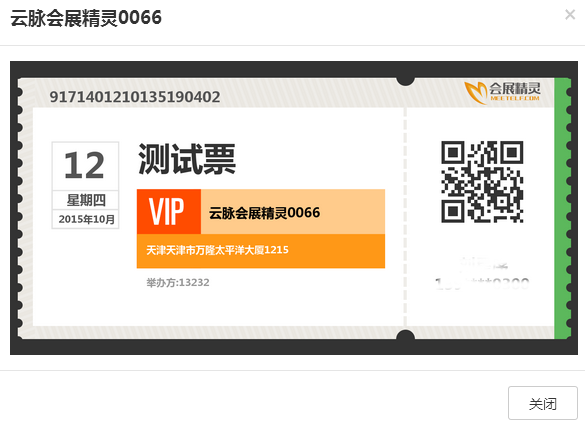 云脉会展精灵0066
×
9171401210135190402
会展精灵
MEETELF.COM
12
星期四
2015年10月
测试票
VIP
云脉会展精灵0066
天津天津市万隆太平洋大厦1215
举办方:13232
关闭